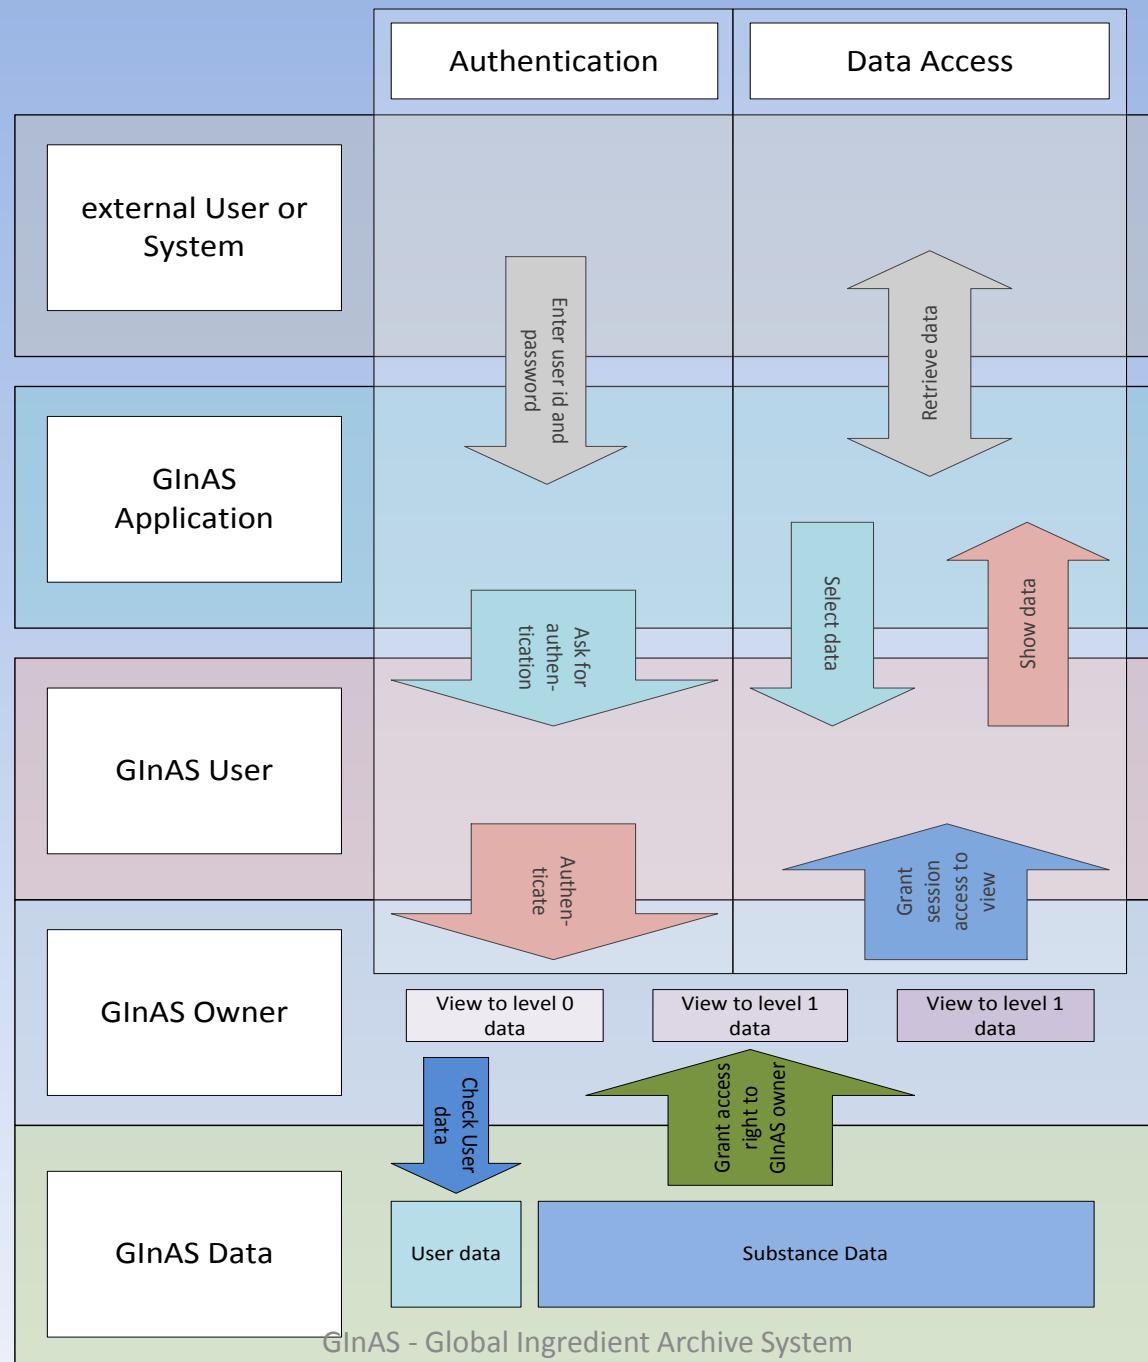 Authentication
Data Access
external User or
System
Enter user id and
password
Retrieve data
GInAS
Application
Ask for
authen-
tication
Select data
Show data
GInAS User
Authen-
ticate
Grant
session
access to
view
GInAS Owner
View to level 0
data
View to level 1
data
View to level 1
data
Check User
data
Grant access
right to
GInAS owner
GInAS Data
User data
Substance Data
GInAS - Global Ingredient Archive System